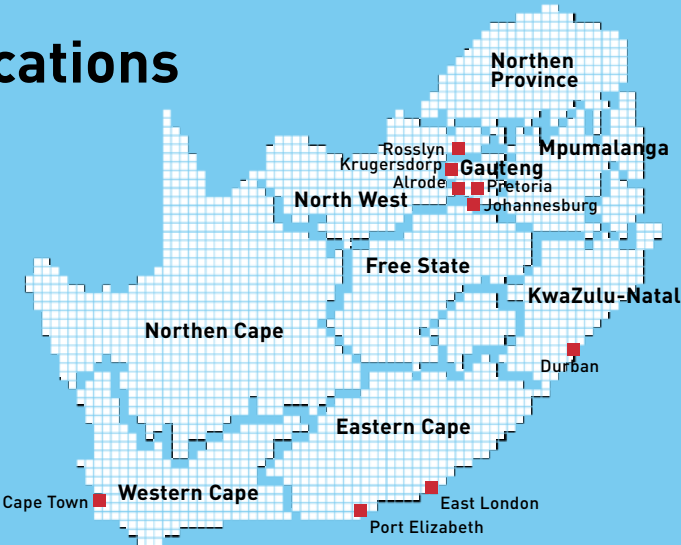 cations
Northen
Province
Mpumalanga
Rosslyn
Krugersdorp
Gauteng
Alrode
Pretoria
North West
Johannesburg
Free State
KwaZulu-Natal
Northen Cape
Durban
Eastern Cape
Western Cape
Cape Town
East London
Port Elizabeth